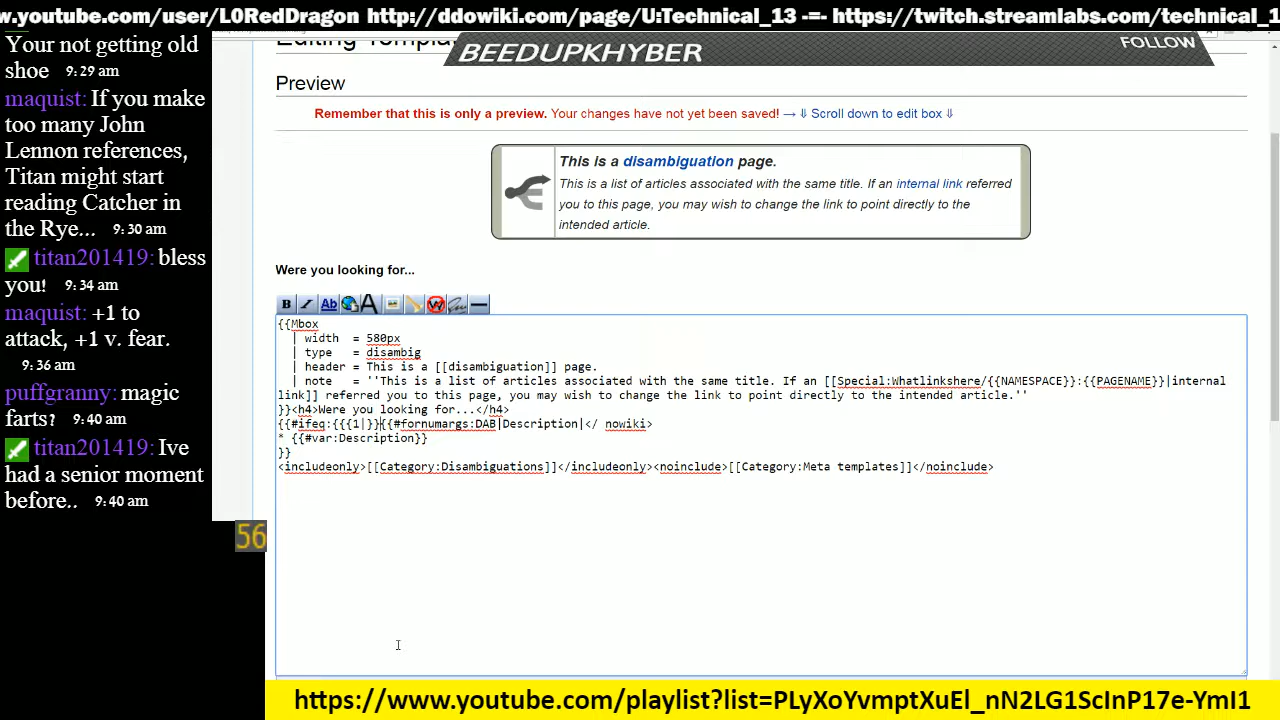 w.youtube.com/user/L0RedDragon http://ddowiki.com/page/U:Technical_13 -=- https://twitch.streamlabs.com/technical_1
Your not getting old
shoe 9:29 am
maquist: If you make
too many John
Lennon references,
Titan might start
reading Catcher in
the Rye... 9:30 am
titan201419: bless
you! 9:34 am
maquist: +1 to
attack, +1 v. fear.
9:36 am
puffgranny: magic
farts? 9:40 am
titan201419: Ive
had a senior moment
before.. 9:40 am
BEEDUPKHYBER
FOLLOW
Preview
Remember that this is only a preview. Your changes have not yet been saved! → ⇓ Scroll down to edit box ⇓
This is a disambiguation page.
This is a list of articles associated with the same title. If an internal link referred
you to this page, you may wish to change the link to point directly to the
intended article.
Were you looking for...
B I Ab A W
{{Mbox
| width = 580px
| type = disambig
| header = This is a [[disambiguation]] page.
| note = ''This is a list of articles associated with the same title. If an [[Special:Whatlinkshere/{{NAMESPACE}}:{{PAGENAME}}|internal
link]] referred you to this page, you may wish to change the link to point directly to the intended article.''
}}<h4>Were you looking for...</h4>
{{#ifeq:{{{1|}}{{#fornumargs:DAB|Description|</ nowiki>
* {{#var:Description}}
}}
<includeonly>[[Category:Disambiguations]]</includeonly><noinclude>[[Category:Meta templates]]</noinclude>
56
https://www.youtube.com/playlist?list=PLyXoYvmptXuEl_nN2LG1ScInP17e-YmI1